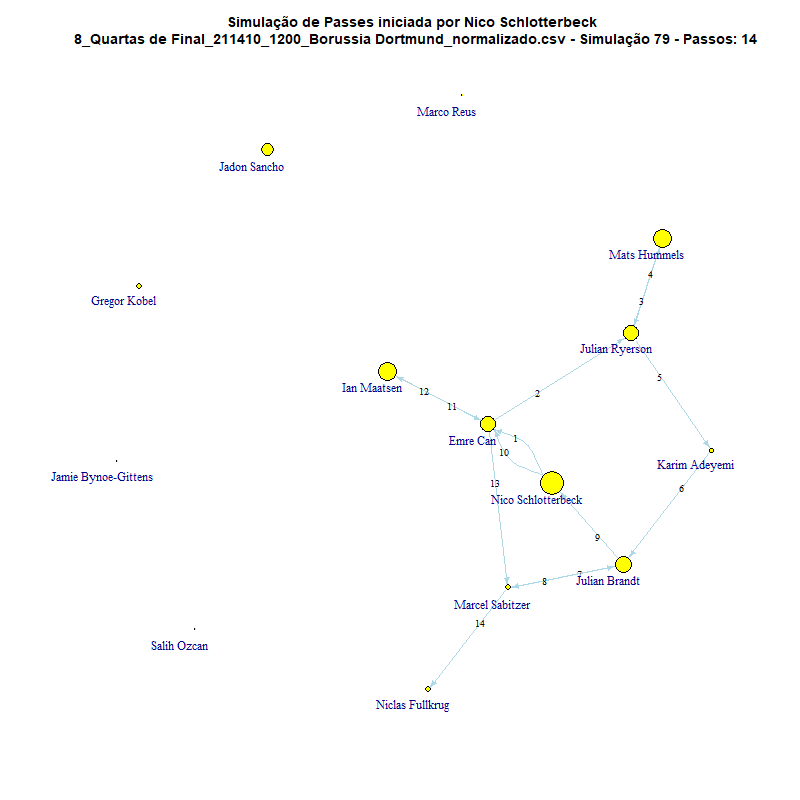 Simulação de Passes iniciada por Nico Schlotterbeck
8_Quartas de Final_211410_1200_Borussia Dortmund_normalizado.csv - Simulação 79 - Passos: 14
Marco Reus
Jadon Sancho
Mats Hummels
4
Gregor Kobel
3
Julian Ryerson
5
Ian Maatsen
12
2
11
Emre Can
1
10
Karim Adeyemi
Jamie Bynoe-Gittens
13
6
Nico Schlotterbeck
9
7
8
Julian Brandt
Marcel Sabitzer
14
Salih Ozcan
Niclas Fullkrug